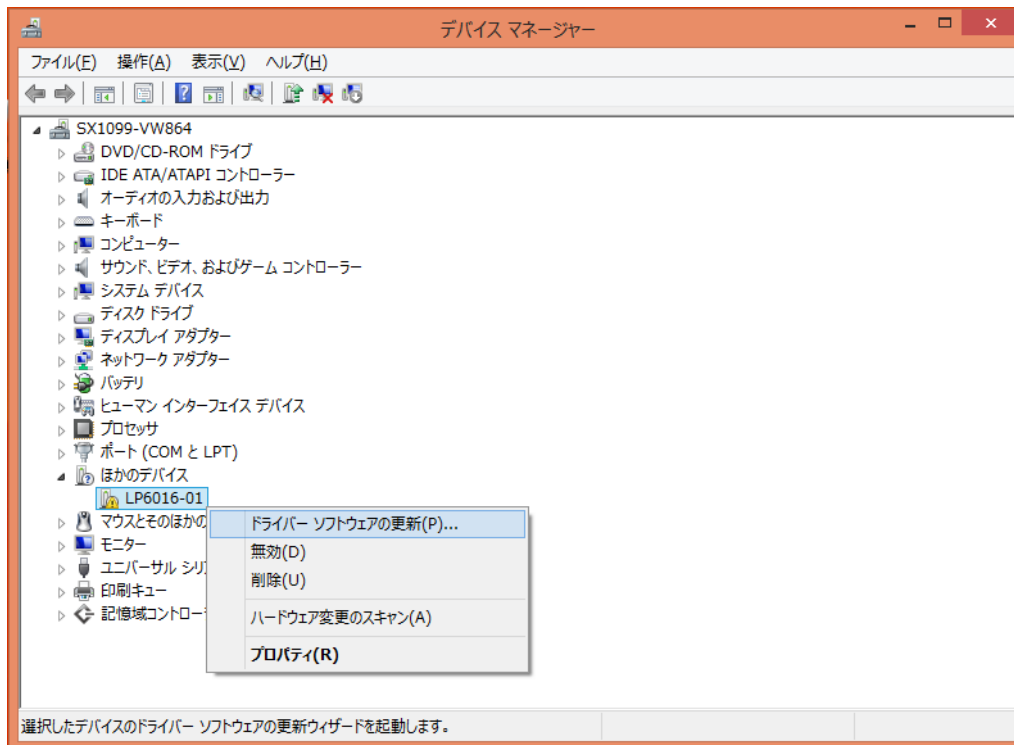 デバイス マネージャー
ファイル(F) 操作(A) 表示(V) ヘルプ(H)
SX1099-VW864
DVD/CD-ROM ドライブ
IDE ATA/ATAPI コントローラー
オーディオの入力および出力
キーボード
コンピューター
サウンド、ビデオ、およびゲーム コントローラー
システム デバイス
ディスク ドライブ
ディスプレイ アダプター
ネットワーク アダプター
バッテリ
ヒューマン インターフェイス デバイス
プロセッサ
ポート (COM と LPT)
ほかのデバイス
LP6016-01
マウスとそのほかの
モニター
ユニバーサル シリ
印刷キュー
記憶域コントロー
ドライバー ソフトウェアの更新(P)...
無効(D)
削除(U)
ハードウェア変更のスキャン(A)
プロパティ(R)
選択したデバイスのドライバー ソフトウェアの更新ウィザードを起動します。